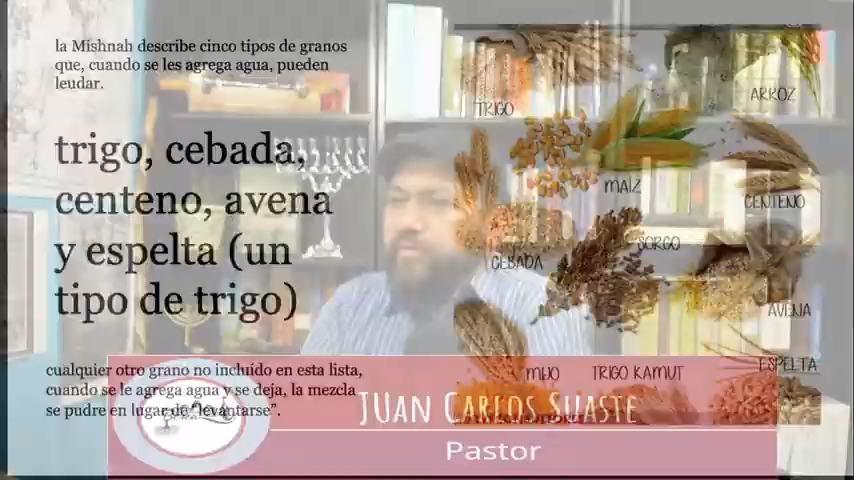 la Mishnah describe cinco tipos de granos
que, cuando se les agrega agua, pueden
leudar.
trigo, cebada,
centeno, avena
y espelta (un
tipo de trigo)
cualquier otro grano no incluído en esta lista,
cuando se le agrega agua y se deja, la mezcla
se pudre en lugar de “levantarse”.
TRIGO
ARROZ
MAÍZ
CENTENO
SORGO
CEBADA
AVENA
ESPELTA
MIJO
TRIGO KAMUT
JUan Carlos Suaste
Pastor